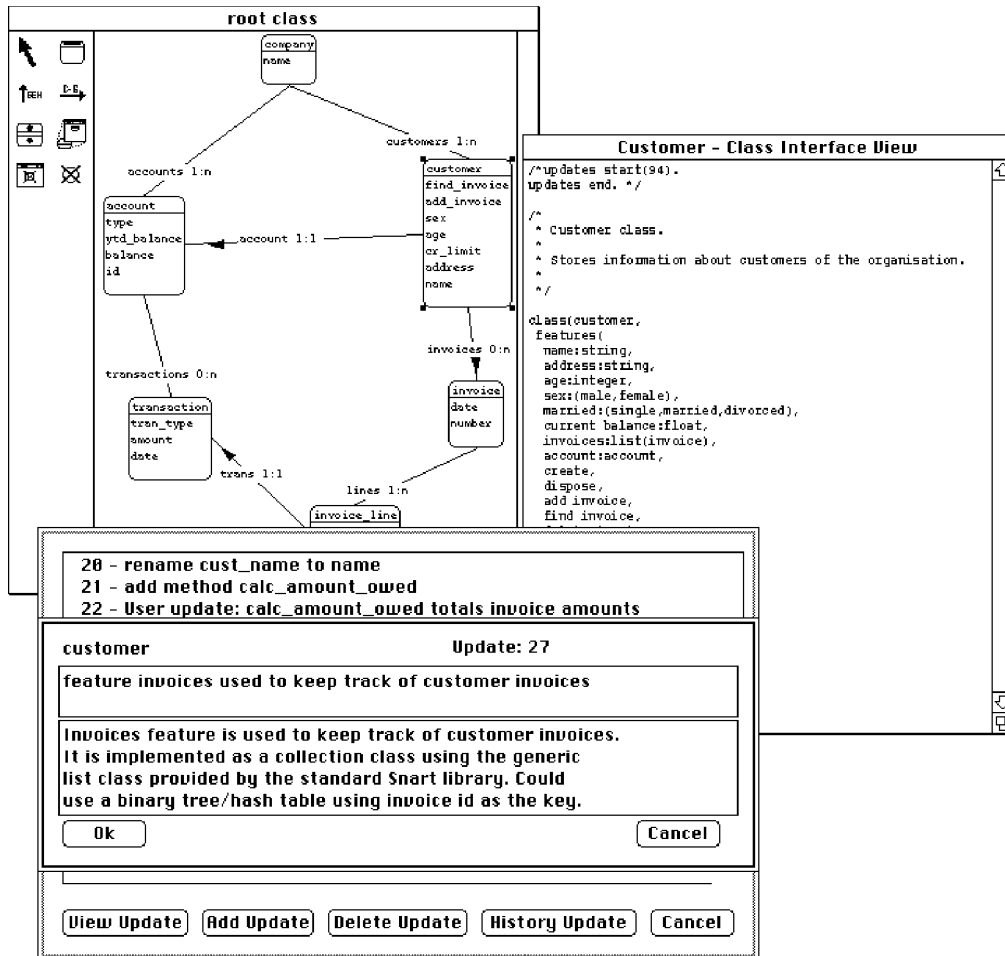 root class
company
name
GEN
C-S
customers 1:n
accounts 1:n
customer
find_invoice
add_invoice
sex
age
cr_limit
address
name
account
type
ytd_balance
balance
id
account 1:1
invoices 0:n
transactions 0:n
invoice
date
number
transaction
tran_type
amount
date
trans 1:1
lines 1:n
invoice_line
Customer - Class Interface View
/*updates start(94).
updates end. */
/*
* Customer class.
*
* Stores information about customers of the organisation.
*
*/
class(customer,
features(
name:string,
address:string,
age:integer,
sex:(male,female),
married:(single,married,divorced),
current balance:float,
invoices:list(invoice),
account:account,
create,
dispose,
add invoice,
find invoice,
20 - rename cust_name to name
21 - add method calc_amount_owed
22 - User update: calc_amount_owed totals invoice amounts
customer
Update: 27
feature invoices used to keep track of customer invoices
Invoices feature is used to keep track of customer invoices.
It is implemented as a collection class using the generic
list class provided by the standard Snart library. Could
use a binary tree/hash table using invoice id as the key.
Ok
Cancel
View Update
Add Update
Delete Update
History Update
Cancel